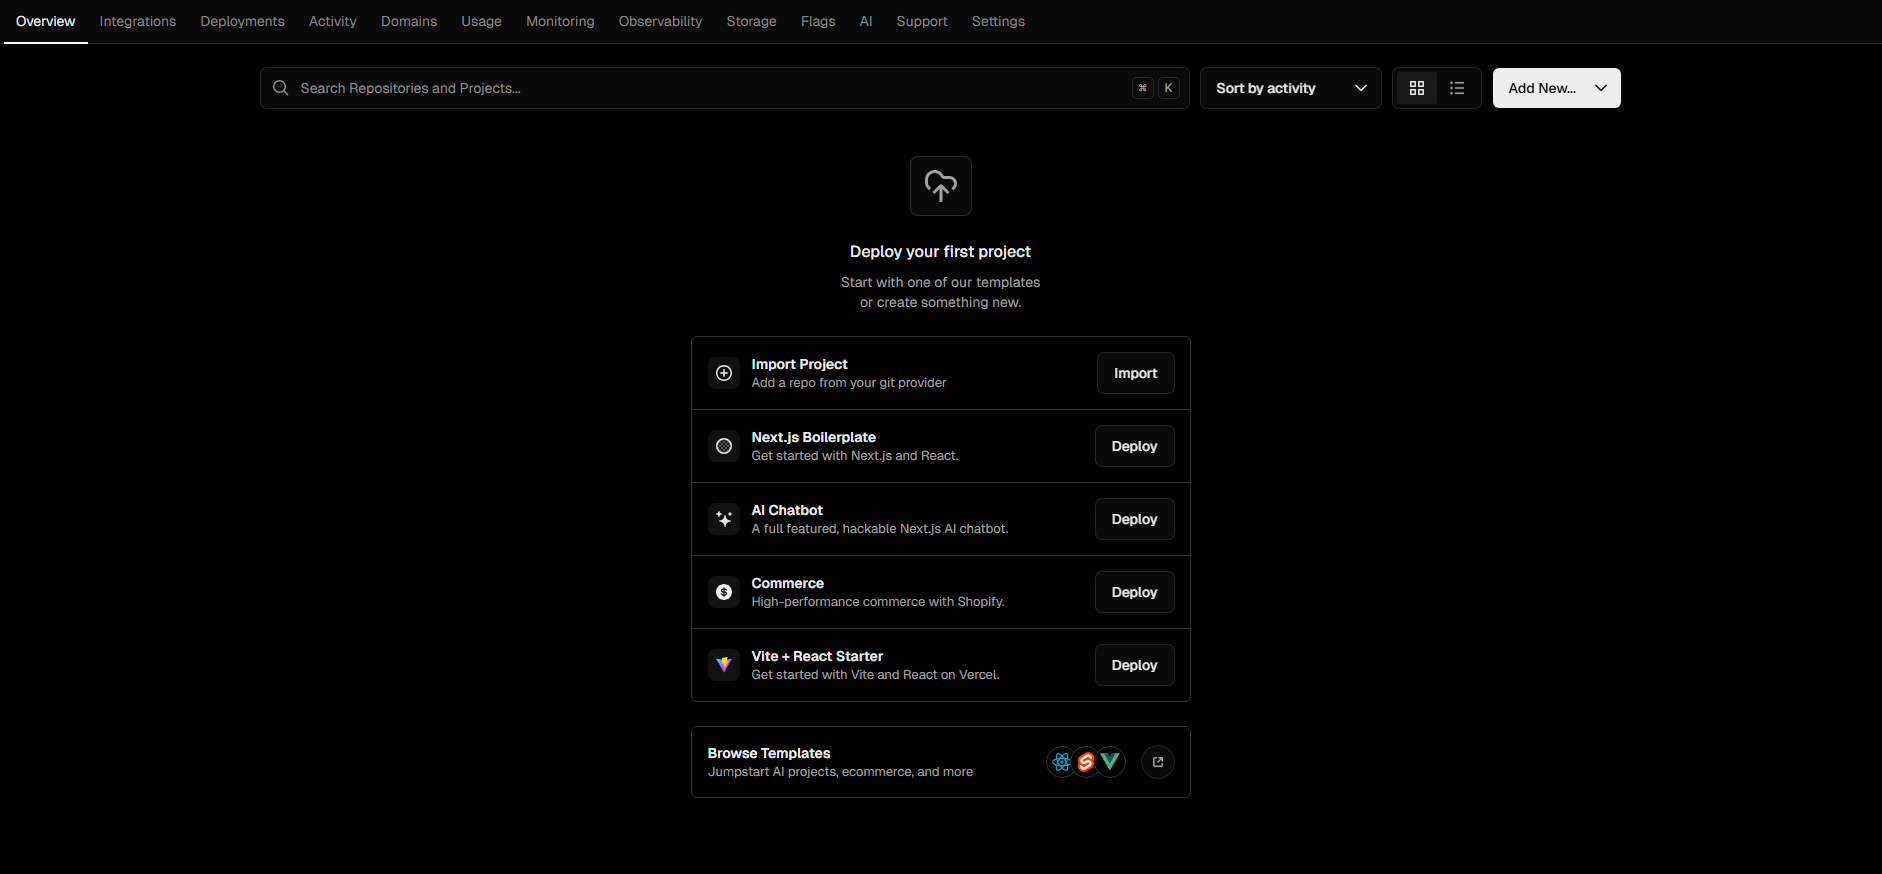 Overview Integrations Deployments Activity Domains Usage Monitoring Observability Storage Flags AI Support Settings
Search Repositories and Projects... ⌘ K Sort by activity Add New...
Deploy your first project
Start with one of our templates
or create something new.
Import Project
Add a repo from your git provider
Import
Next.js Boilerplate
Get started with Next.js and React.
Deploy
AI Chatbot
A full featured, hackable Next.js AI chatbot.
Deploy
Commerce
High-performance commerce with Shopify.
Deploy
Vite + React Starter
Get started with Vite and React on Vercel.
Deploy
Browse Templates
Jumpstart AI projects, ecommerce, and more